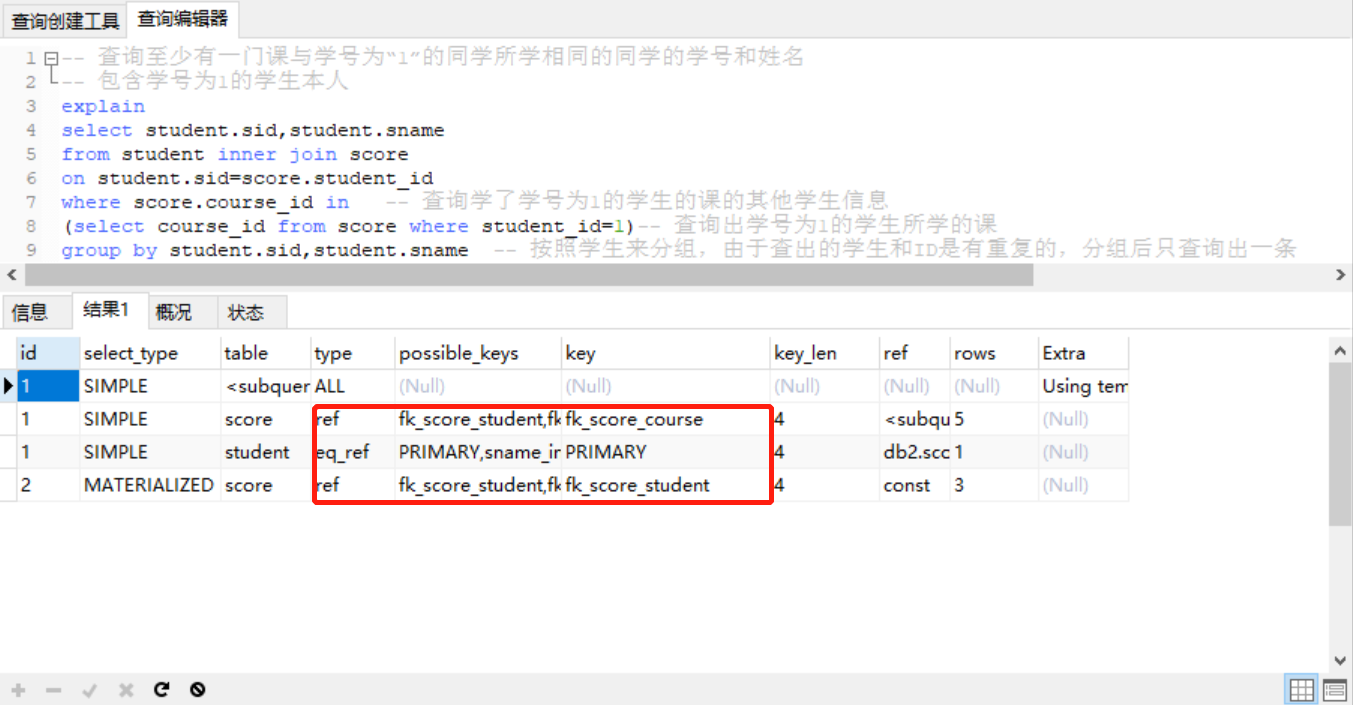 查询创建工具 查询编辑器
1 -- 查询至少有一门课与学号为“1”的同学所学相同的同学的学号和姓名
2 -- 包含学号为1的学生本人
3 explain
4 select student.sid,student.sname
5 from student inner join score
6 on student.sid=score.student_id
7 where score.course_id in -- 查询学了学号为1的学生的课的其他学生信息
8 (select course_id from score where student_id=1)-- 查询出学号为1的学生所学的课
9 group by student.sid,student.sname -- 按照学生来分组，由于查出的学生和ID是有重复的，分组后只查询出一条
信息 结果1 概况 状态
id select_type table type possible_keys key key_len ref rows Extra
1 SIMPLE <subquer ALL (Null) (Null) (Null) (Null) (Null) Using tem
1 SIMPLE score ref fk_score_student,fk fk_score_course 4 <subqu 5 (Null)
1 SIMPLE student eq_ref PRIMARY,sname_in PRIMARY 4 db2.sco 1 (Null)
2 MATERIALIZED score ref fk_score_student,fk fk_score_student 4 const 3 (Null)